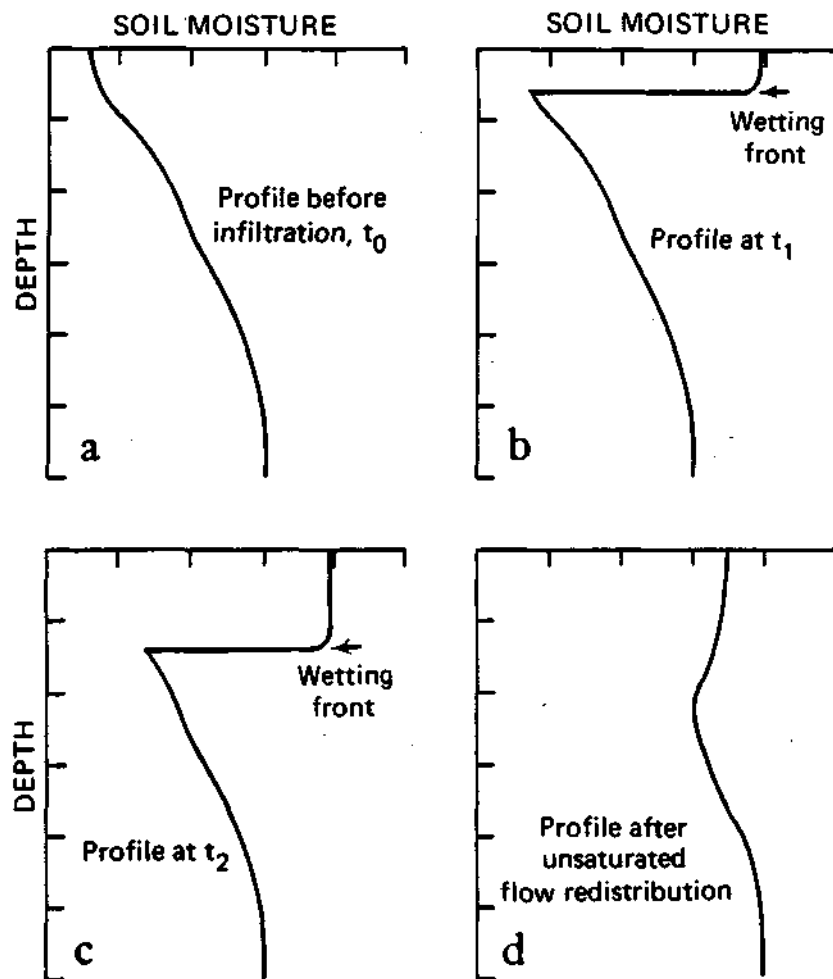 SOIL MOISTURE
SOIL MOISTURE
DEPTH
Profile before
infiltration, t0
a
Wetting
front
Profile at t1
b
DEPTH
Wetting
front
Profile at t2
c
Profile after
unsaturated
flow redistribution
d